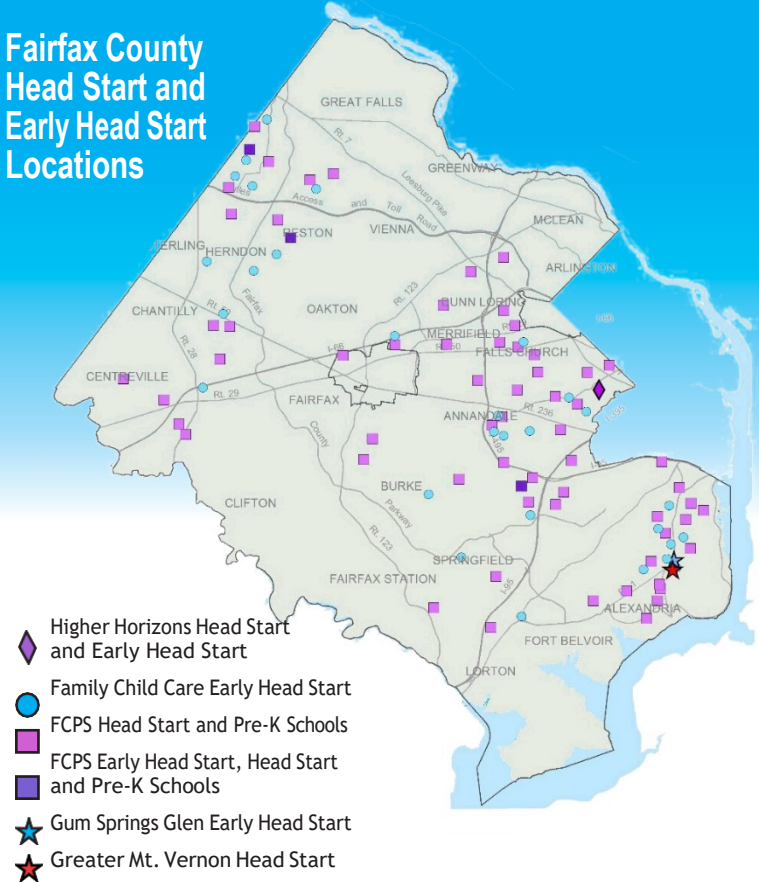 Fairfax County
Head Start and
Early Head Start
Locations
GREAT FALLS
Rt. 7
GREENWAY
Leesburg Pike
Access and Toll Road
MCLEAN
VIENNA
RESTON
HERNDON
ARLINGTON
Rt. 123
DUNN LORING
CHANTILLY
Fairfax
OAKTON
I-66
MERRIFIELD
Rt. 28
I-66
FALLS CHURCH
CENTREVILLE
Rt. 29
FAIRFAX
ANNANDALE
Rt. 236
I-95
County
I-495
BURKE
CLIFTON
Parkway
Rt. 123
SPRINGFIELD
FAIRFAX STATION
I-95
ALEXANDRIA
FORT BELVOIR
LORTON
Higher Horizons Head Start
and Early Head Start
Family Child Care Early Head Start
FCPS Head Start and Pre-K Schools
FCPS Early Head Start, Head Start
and Pre-K Schools
Gum Springs Glen Early Head Start
Greater Mt. Vernon Head Start